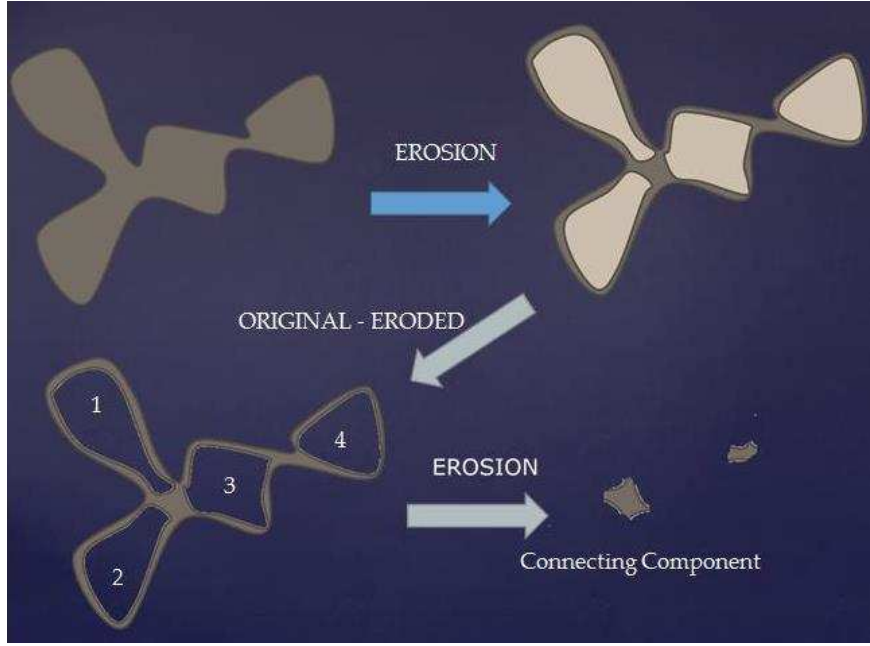 EROSION
ORIGINAL - ERODED
1
4
3
2
EROSION
Connecting Component